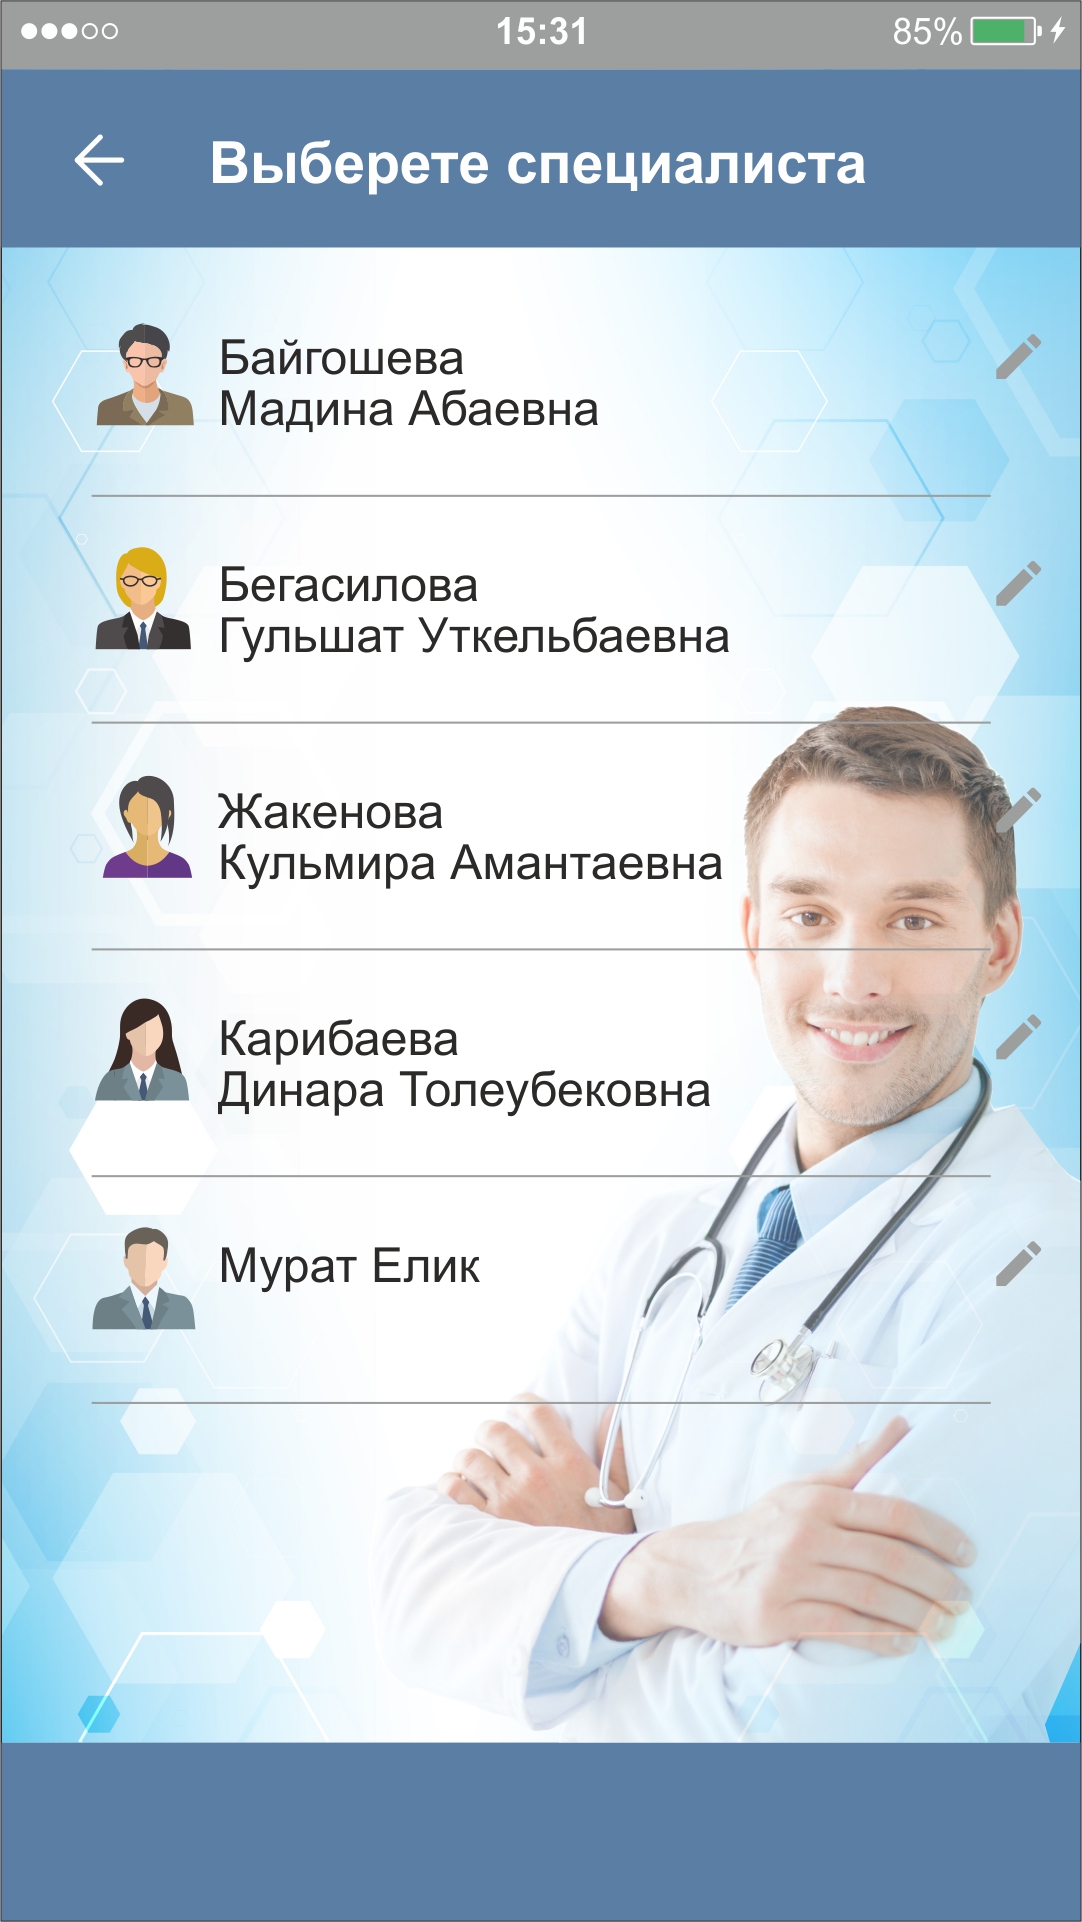 15:31
85%
Выберете специалиста
Байгошева
Мадина Абаевна
Бегасилова
Гульшат Уткельбаевна
Жакенова
Кульмира Амантаевна
Карибаева
Динара Толеубековна
Мурат Елик